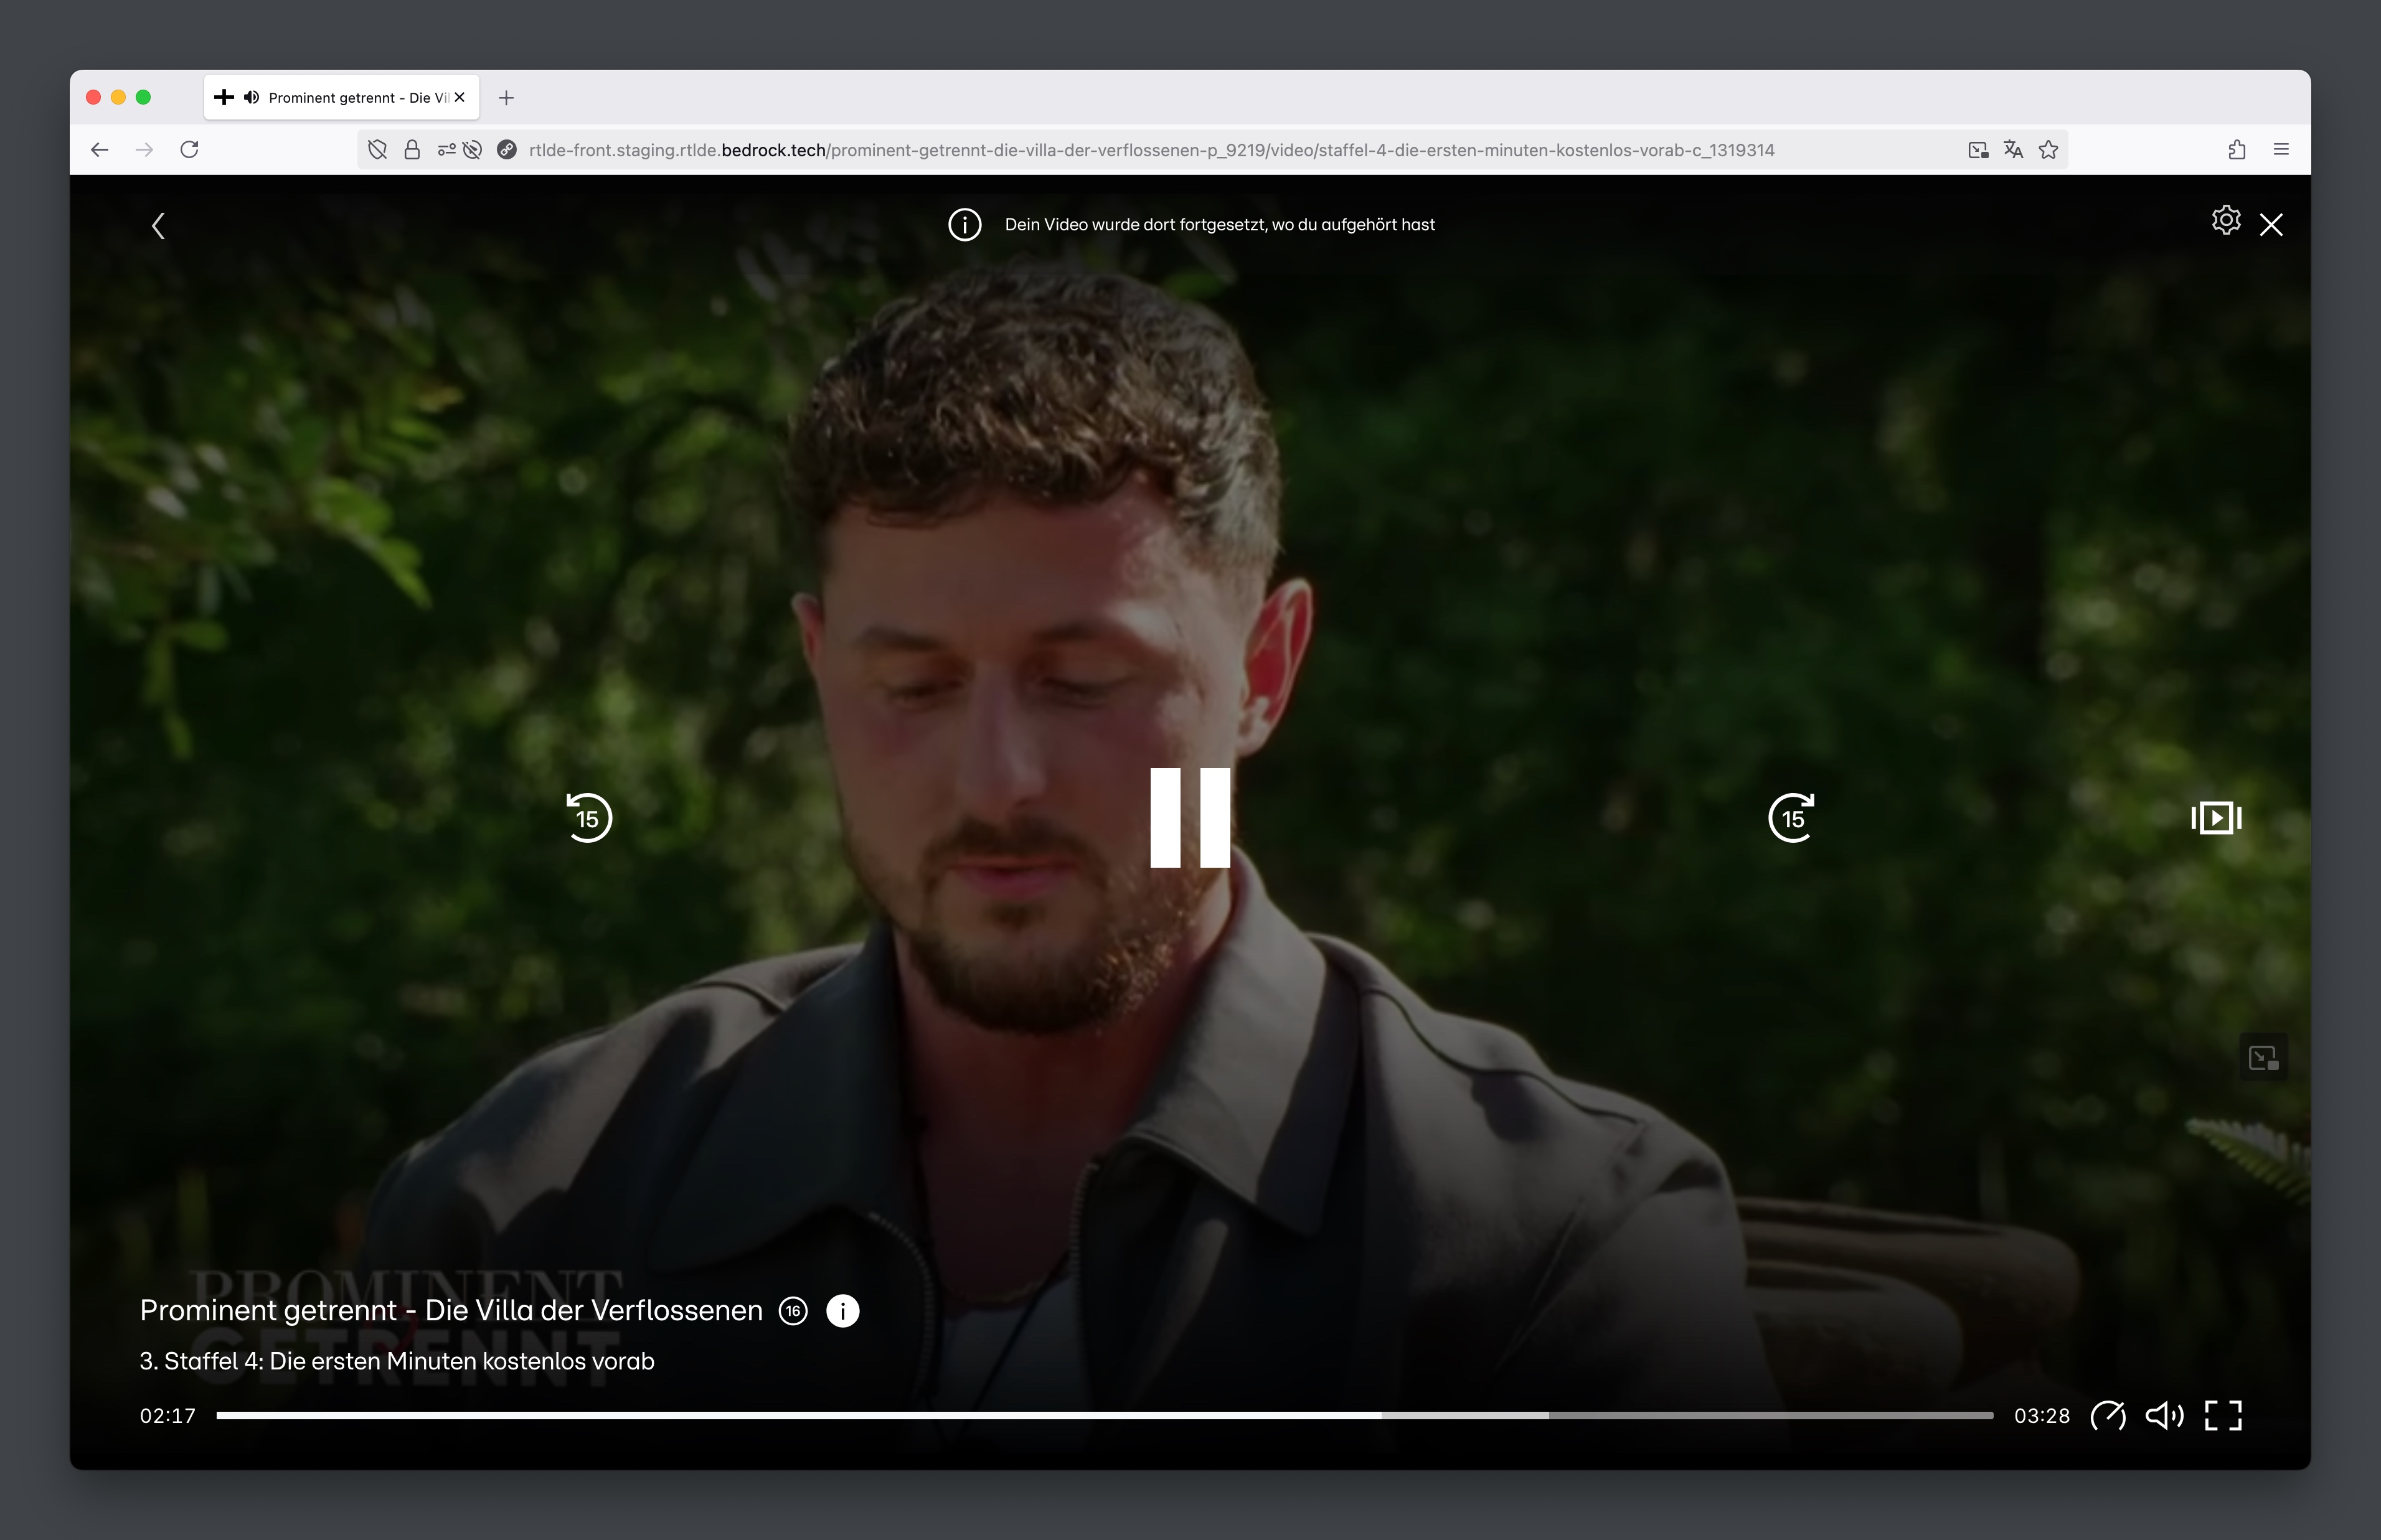 Prominent getrennt - Die Vi
rtlde-front.staging.rtlde.bedrock.tech/prominent-getrennt-die-villa-der-verflossenen-p_9219/video/staffel-4-die-ersten-minuten-kostenlos-vorab-c_1319314
Dein Video wurde dort fortgesetzt, wo du aufgehört hast
15
15
PROMINENT
GETRENNT
Prominent getrennt - Die Villa der Verflossenen 16
3. Staffel 4: Die ersten Minuten kostenlos vorab
02:17
03:28